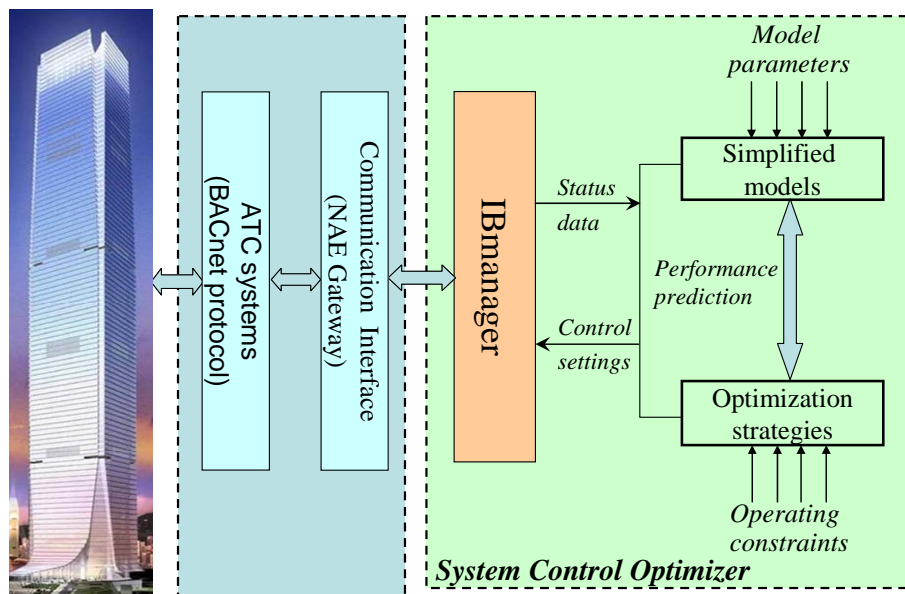 ATC systems
(BACnet protocol)
Communication Interface
(NAE Gateway)
IBmanager
Status
data
Control
settings
Model
parameters
Simplified
models
Performance
prediction
Optimization
strategies
Operating
constraints
System Control Optimizer